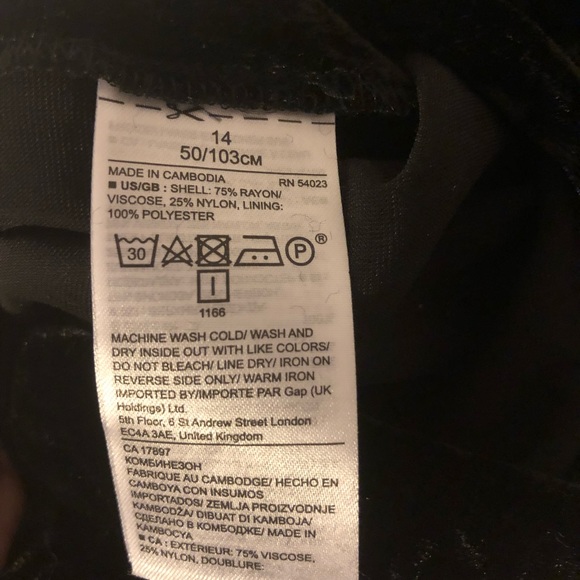 14
50/103CM
MADE IN CAMBODIA RN 54023
■ US/GB : SHELL: 75% RAYON/
VISCOSE, 25% NYLON, LINING:
100% POLYESTER
30 P ®
1166
MACHINE WASH COLD/ WASH AND
DRY INSIDE OUT WITH LIKE COLORS/
DO NOT BLEACH/ LINE DRY/ IRON ON
REVERSE SIDE ONLY/ WARM IRON
IMPORTED BY/IMPORTE PAR Gap (UK
Holdings) Ltd.
5th Floor, 6 St Andrew Street London
EC4A 3AE, United Kingdom
CA 17897
КОМБИНЕЗОН
FABRIQUE AU CAMBODGE/ HECHO EN
CAMBOYA CON INSUMOS
IMPORTADOS/ ZEMLJA PROIZVODNJE
KAMBODŽA/ DIBUAT DI KAMBOJA/
СДЕЛАНО В КОМБОДЖЕ/ MADE IN
KAMBOCYA
■ CA : EXTÉRIEUR: 75% VISCOSE,
25% NYLON, DOUBLURE: